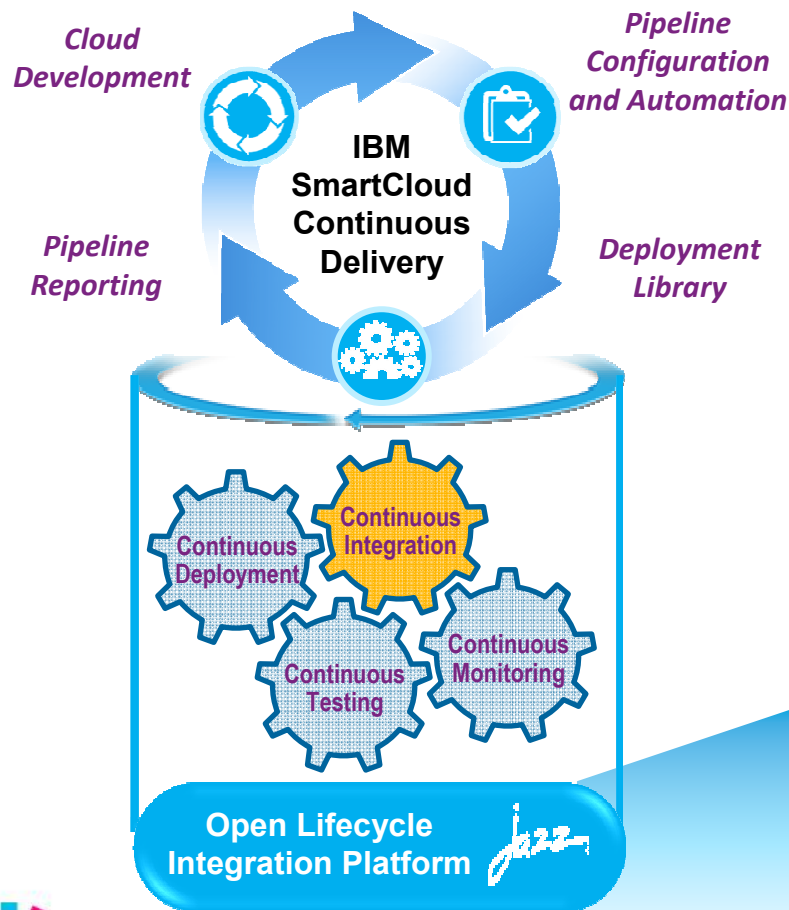 Cloud
Development
Pipeline
Configuration
and Automation
IBM
SmartCloud
Continuous
Delivery
Pipeline
Reporting
Deployment
Library
Continuous
Integration
Continuous
Deployment
Continuous
Monitoring
Continuous
Testing
Open Lifecycle
Integration Platform
jazz